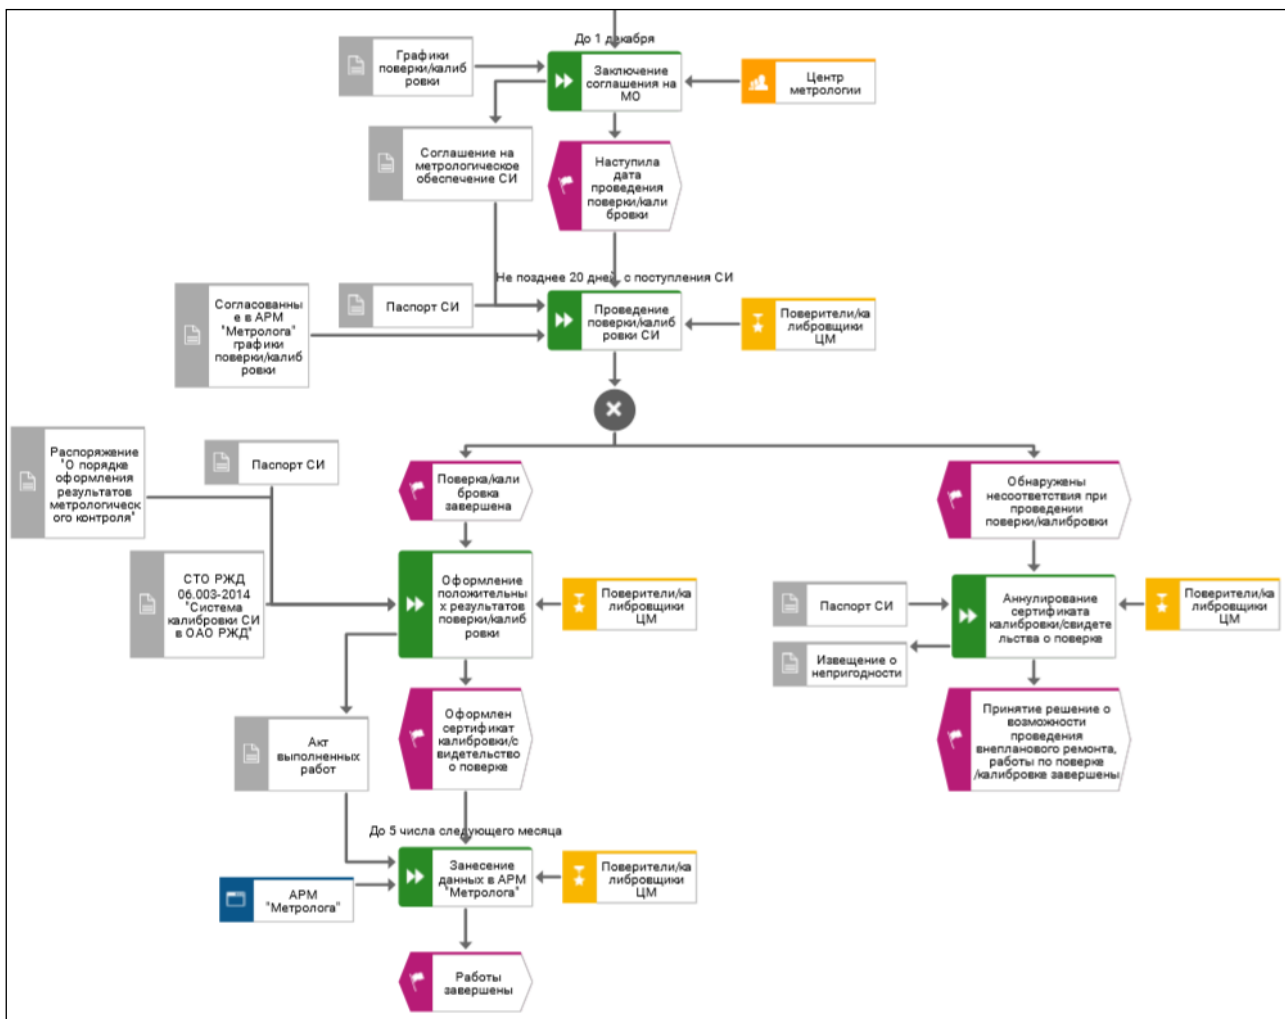 До 1 декабря
Графики
поверки/калиб
ровки
Заключение
соглашения на
МО
Центр
метрологии
Соглашение на
метрологическое
обеспечение СИ
Наступила
дата
проведения
поверки/кали
бровки
Не позднее 20 дней с поступления СИ
Согласованны
е в АРМ
"Метролога"
графики
поверки/калиб
ровки
Паспорт СИ
Проведение
поверки/калиб
ровки СИ
Поверители/ка
либровщики
ЦМ
Распоряжение
"О порядке
оформления
результатов
метрологическ
ого контроля"
Паспорт СИ
Поверка/кали
бровка
завершена
Обнаружены
несоответствия при
проведении
поверки/калибровки
СТО РЖД
06.003-2014
"Система
калибровки СИ
в ОАО РЖД"
Оформление
положительны
х результатов
поверки/калиб
ровки
Поверители/ка
либровщики
ЦМ
Паспорт СИ
Аннулирование
сертификата
калибровки/свидете
льства о поверке
Поверители/ка
либровщики
ЦМ
Извещение о
непригодности
Акт
выполненных
работ
Оформлен
сертификат
калибровки/с
видетельство
о поверке
Принятие решение о
возможности
проведения
внепланового ремонта,
работы по поверке
/калибровке завершены
До 5 числа следующего месяца
АРМ
"Метролога"
Занесение
данных в АРМ
"Метролога"
Поверители/ка
либровщики
ЦМ
Работы
завершены